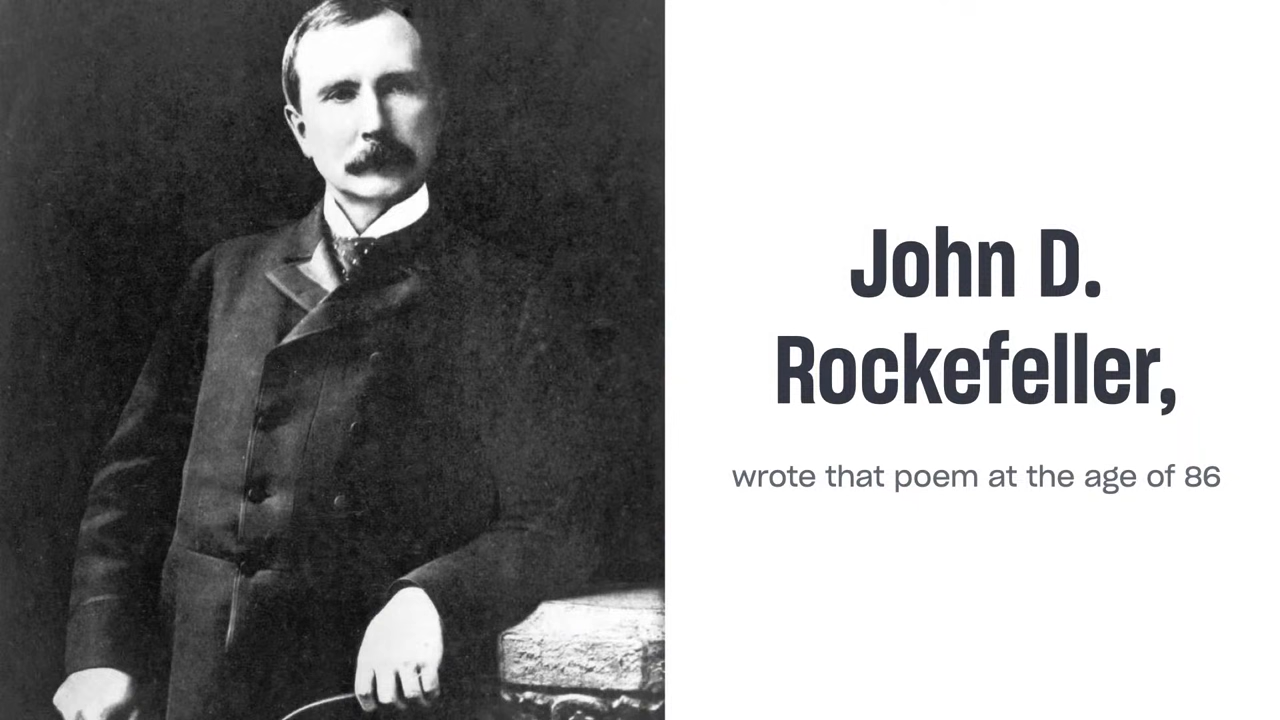 John D.
Rockefeller,
wrote that poem at the age of 86